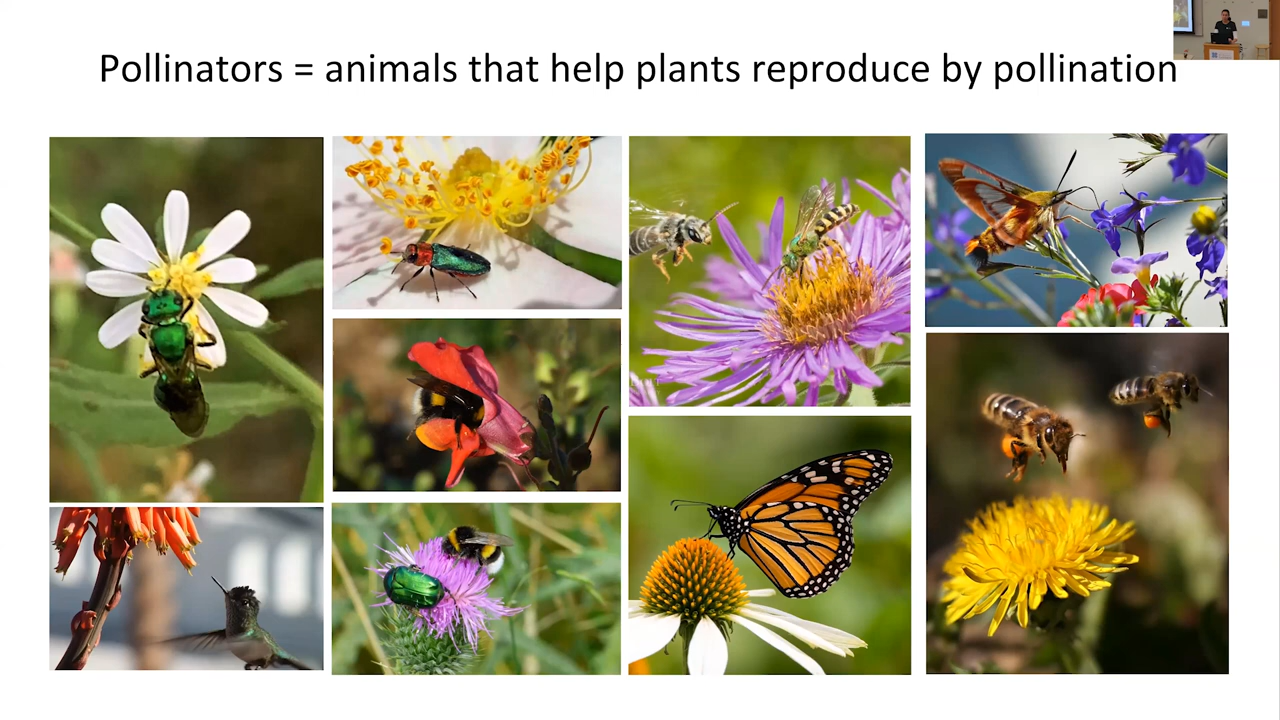 Pollinators = animals that help plants reproduce by pollination